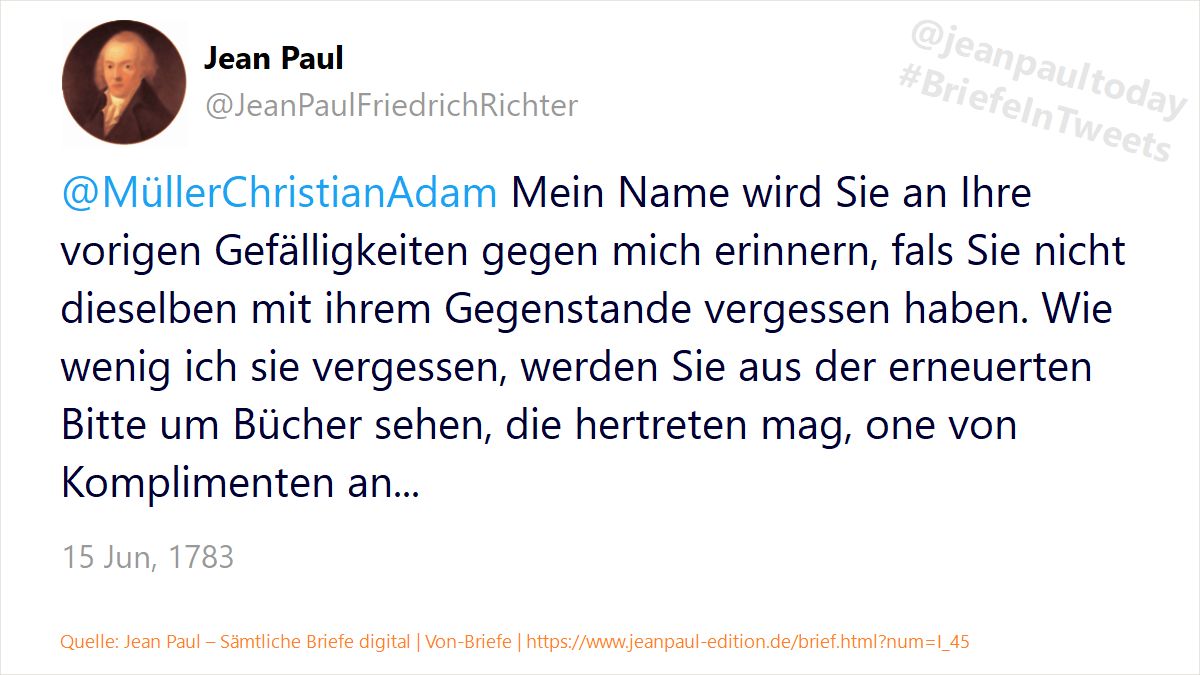 Jean Paul
@JeanPaulFriedrichRichter
@jeanpaultoday
#BriefeInTweets
@MüllerChristianAdam Mein Name wird Sie an Ihre
vorigen Gefälligkeiten gegen mich erinnern, fals Sie nicht
dieselben mit ihrem Gegenstande vergessen haben. Wie
wenig ich sie vergessen, werden Sie aus der erneuerten
Bitte um Bücher sehen, die hertreten mag, one von
Komplimenten an...
15 Jun, 1783
Quelle: Jean Paul – Sämtliche Briefe digital | Von-Briefe | https://www.jeanpaul-edition.de/brief.html?num=I_45